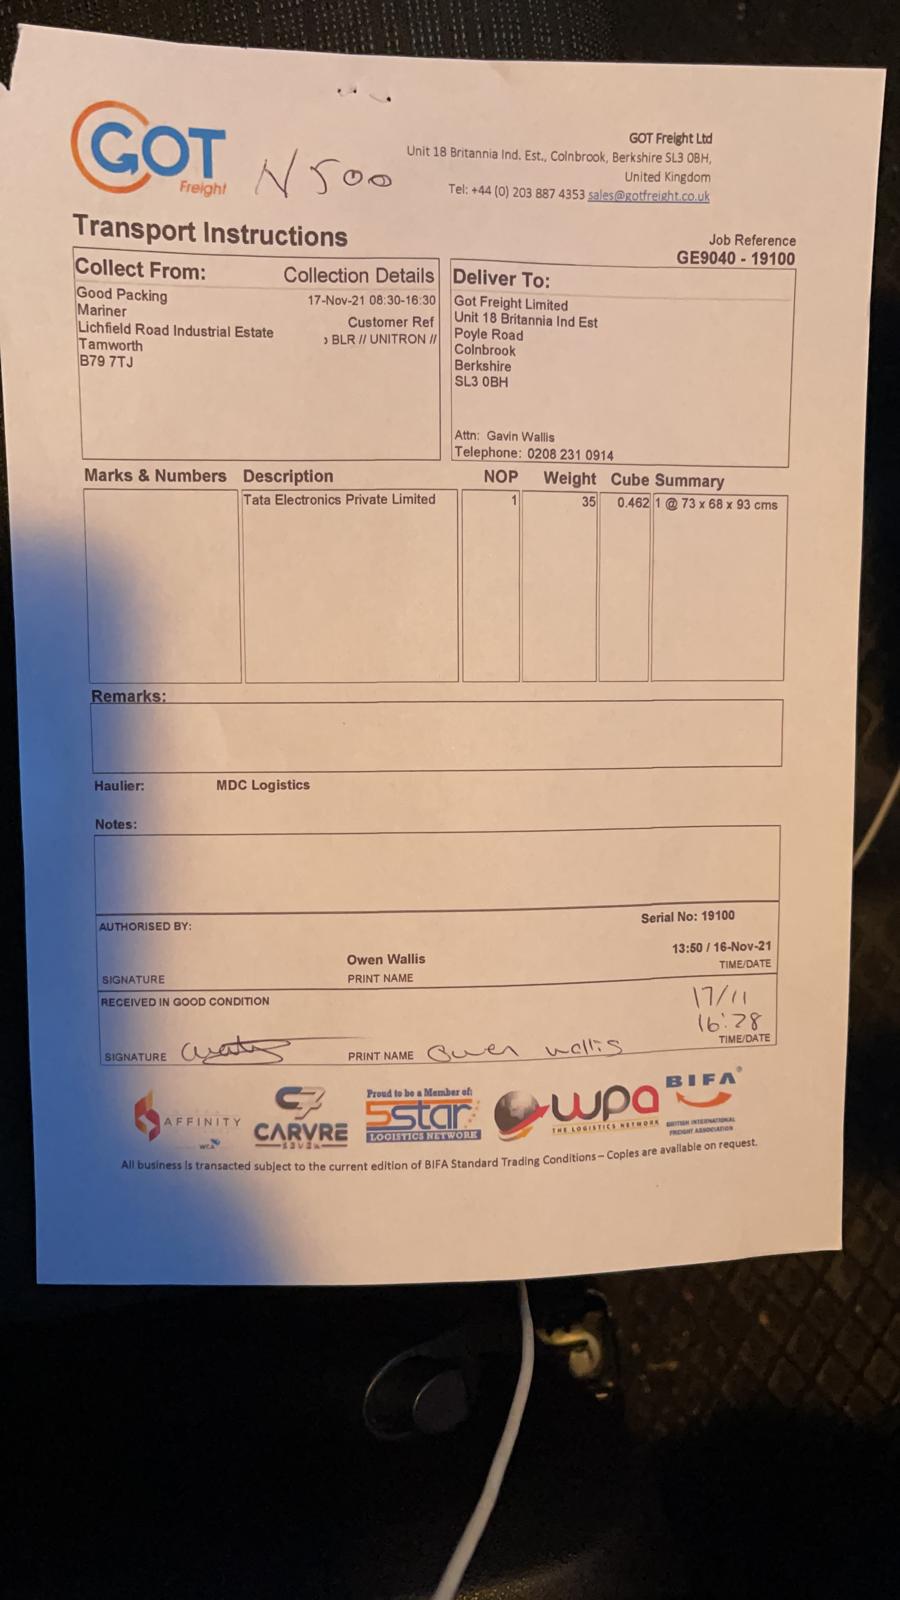 GOT
Freight
N500
GOT Freight Ltd
Unit 18 Britannia Ind. Est., Colnbrook, Berkshire SL3 0BH,
United Kingdom
Tel: +44 (0) 203 887 4353 sales@gotfreight.co.uk
Transport Instructions
Job Reference
GE9040 - 19100
Collect From:
Collection Details
Good Packing
17-Nov-21 08:30-16:30
Mariner
Customer Ref
Lichfield Road Industrial Estate
› BLR // UNITRON //
Tamworth
B79 7TJ
Deliver To:
Got Freight Limited
Unit 18 Britannia Ind Est
Poyle Road
Colnbrook
Berkshire
SL3 0BH
Attn: Gavin Wallis
Telephone: 0208 231 0914
Marks & Numbers Description NOP Weight Cube Summary
Tata Electronics Private Limited 1 35 0.462 1 @ 73 x 68 x 93 cms
Remarks:
Haulier: MDC Logistics
Notes:
AUTHORISED BY:
Serial No: 19100
Owen Wallis
13:50 / 16-Nov-21
SIGNATURE PRINT NAME TIME/DATE
RECEIVED IN GOOD CONDITION
17/11
16:28
SIGNATURE PRINT NAME Owen Wallis TIME/DATE
AFFINITY
WCA
CARVRE
SEVEN
Proud to be a Member of:
5star
LOGISTICS NETWORK
wpa
THE LOGISTICS NETWORK
BIFA
BRITISH INTERNATIONAL
FREIGHT ASSOCIATION
All business is transacted subject to the current edition of BIFA Standard Trading Conditions – Copies are available on request.